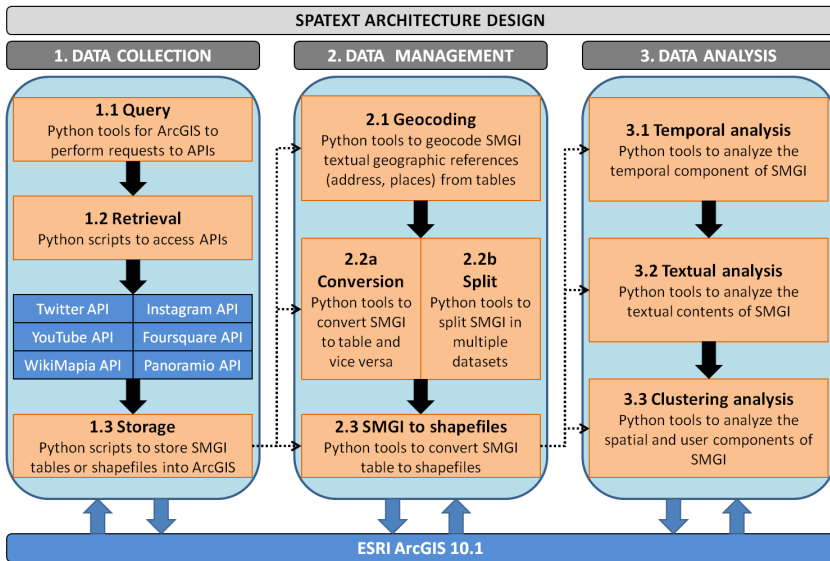 SPATEXT ARCHITECTURE DESIGN
1. DATA COLLECTION
1.1 Query
Python tools for ArcGIS to
perform requests to APIs
1.2 Retrieval
Python scripts to access APIs
Twitter API
Instagram API
YouTube API
Foursquare API
WikiMapia API
Panoramio API
1.3 Storage
Python scripts to store SMGI
tables or shapefiles into ArcGIS
2. DATA MANAGEMENT
2.1 Geocoding
Python tools to geocode SMGI
textual geographic references
(address, places) from tables
2.2a
Conversion
Python tools to
convert SMGI
to table and
vice versa
2.2b
Split
Python tools to
split SMGI in
multiple
datasets
2.3 SMGI to shapefiles
Python tools to convert SMGI
table to shapefiles
3. DATA ANALYSIS
3.1 Temporal analysis
Python tools to analyze the
temporal component of SMGI
3.2 Textual analysis
Python tools to analyze the
textual contents of SMGI
3.3 Clustering analysis
Python tools to analyze the
spatial and user components of
SMGI
ESRI ArcGIS 10.1